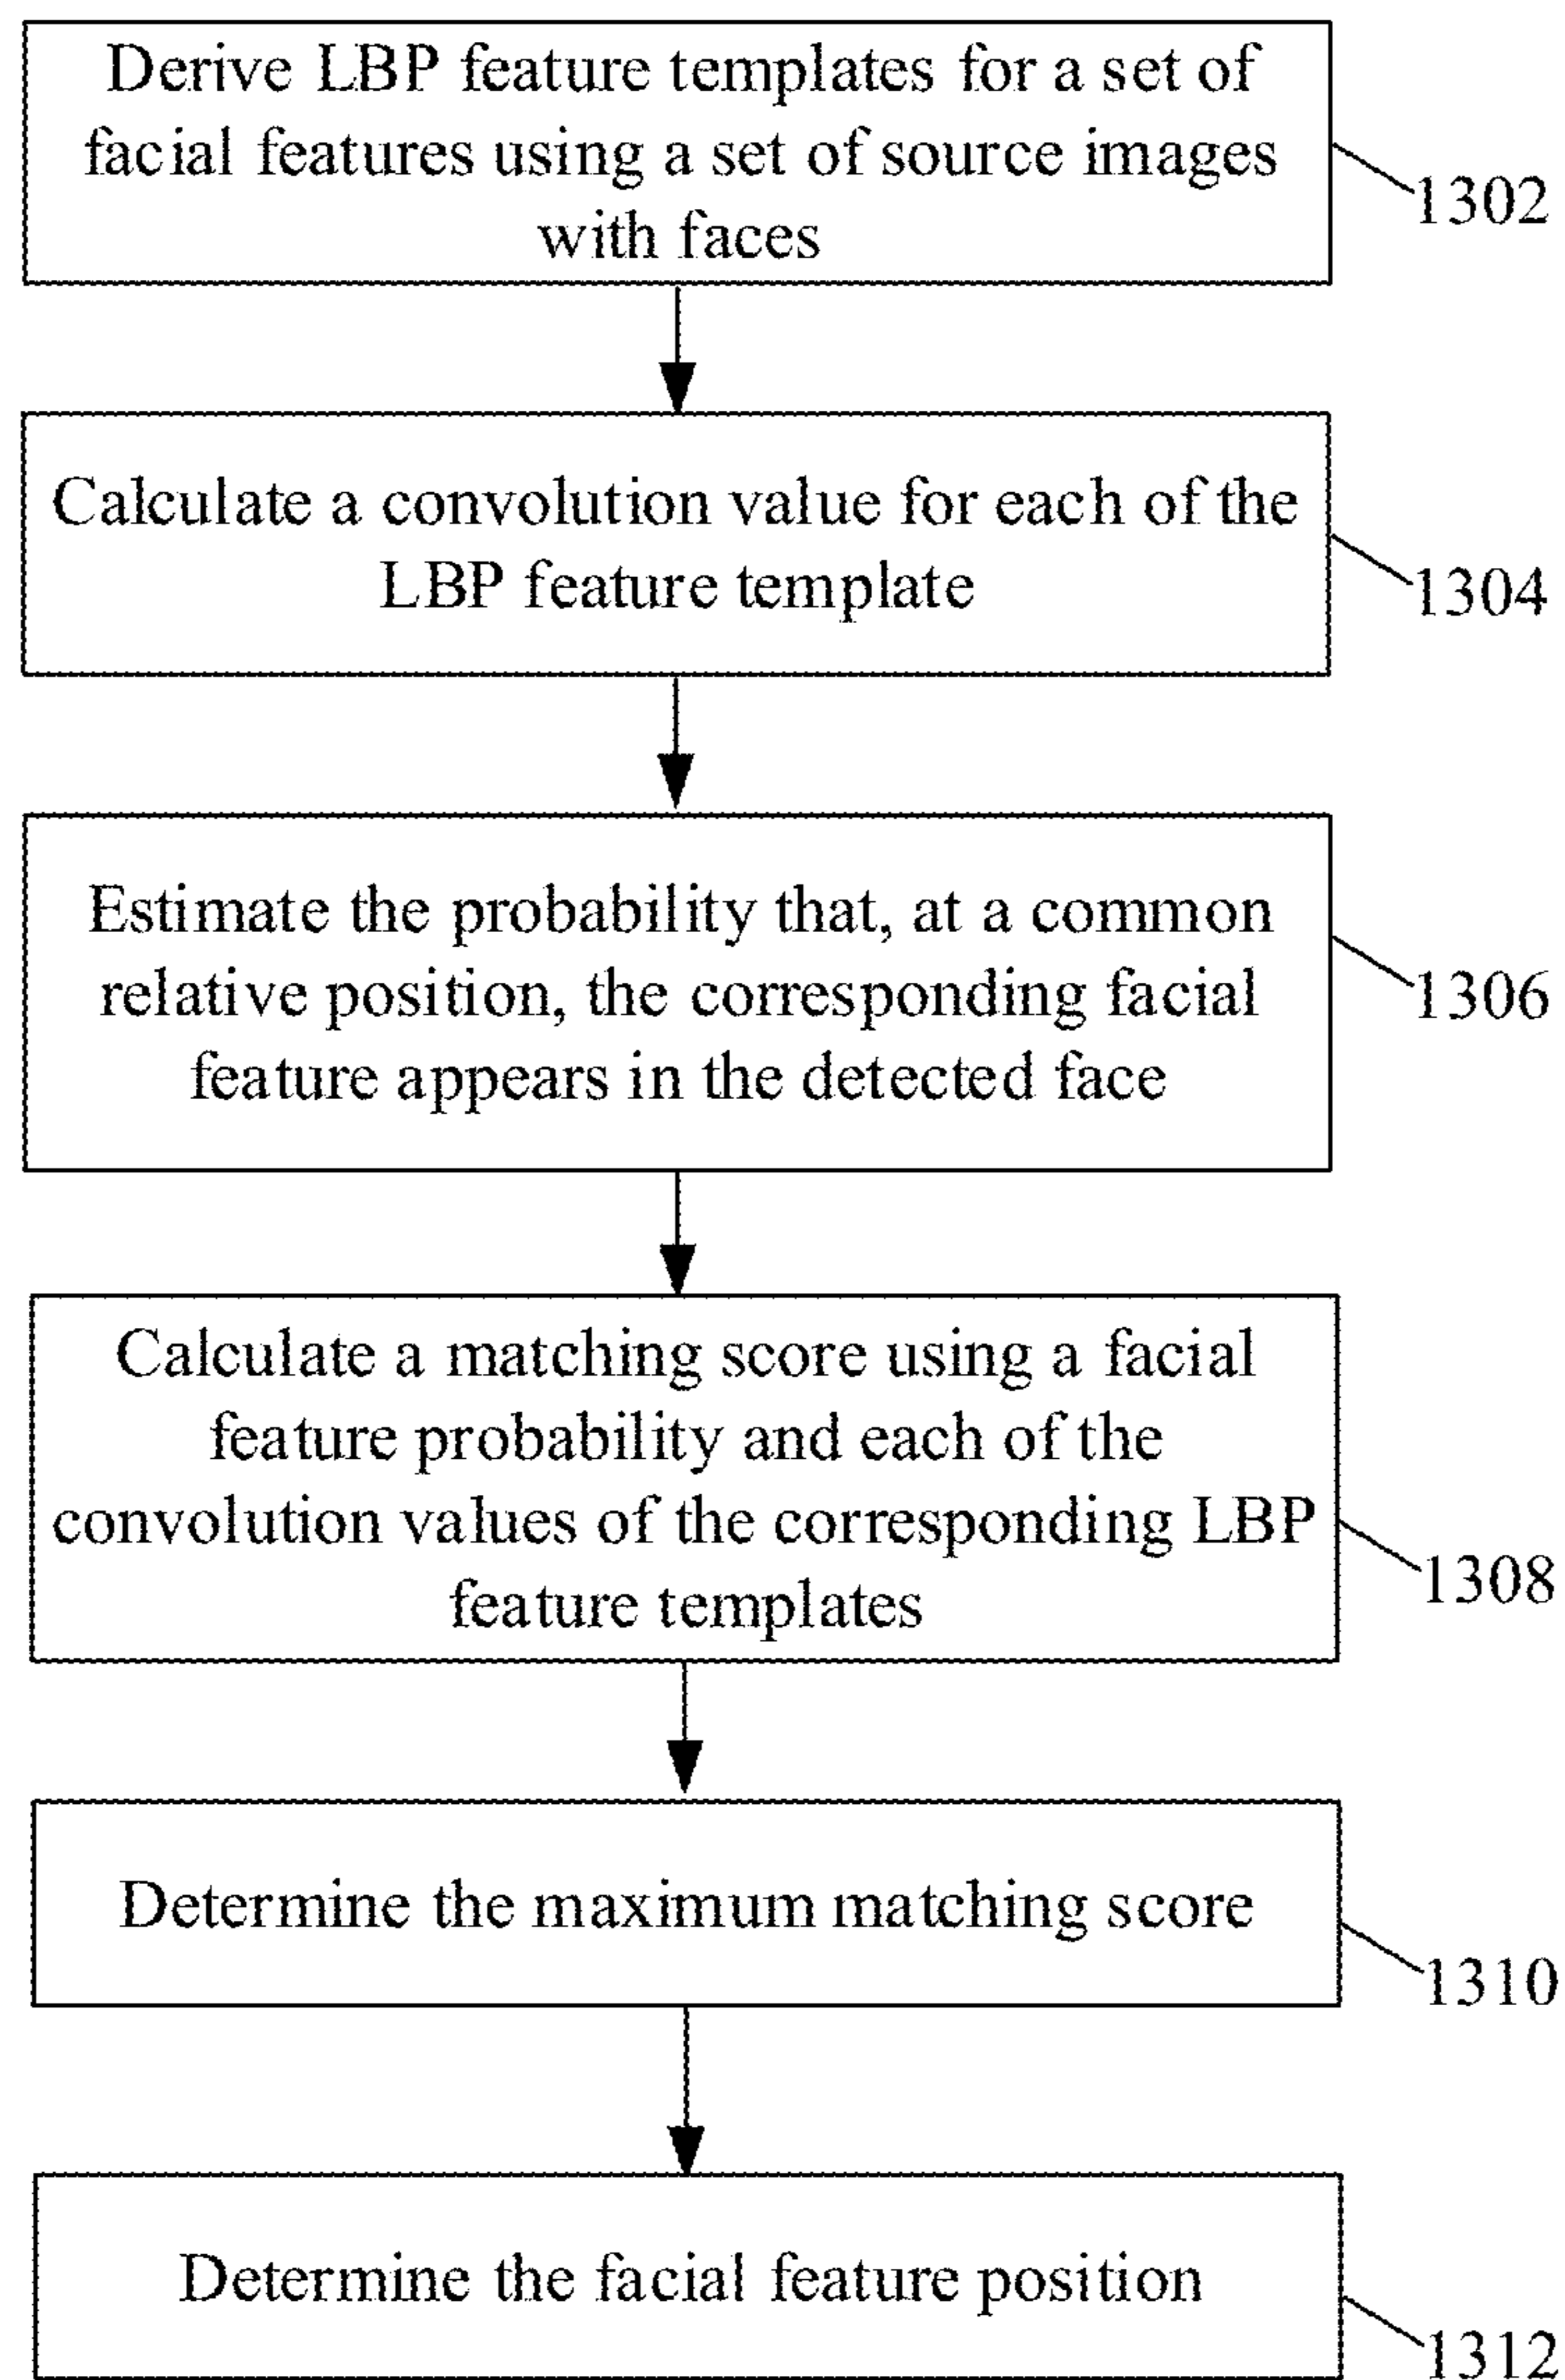 Derive LBP feature templates for a set of
facial features using a set of source images
with faces
1302
Calculate a convolution value for each of the
LBP feature template
1304
Estimate the probability that, at a common
relative position, the corresponding facial
feature appears in the detected face
1306
Calculate a matching score using a facial
feature probability and each of the
convolution values of the corresponding LBP
feature templates
1308
Determine the maximum matching score
1310
Determine the facial feature position
1312